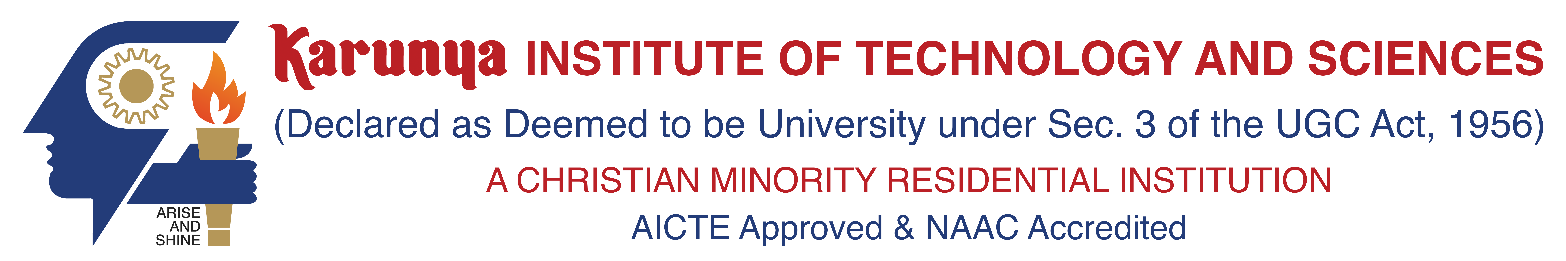 Karunya INSTITUTE OF TECHNOLOGY AND SCIENCES
(Declared as Deemed to be University under Sec. 3 of the UGC Act, 1956)
A CHRISTIAN MINORITY RESIDENTIAL INSTITUTION
AICTE Approved & NAAC Accredited
ARISE
AND
SHINE